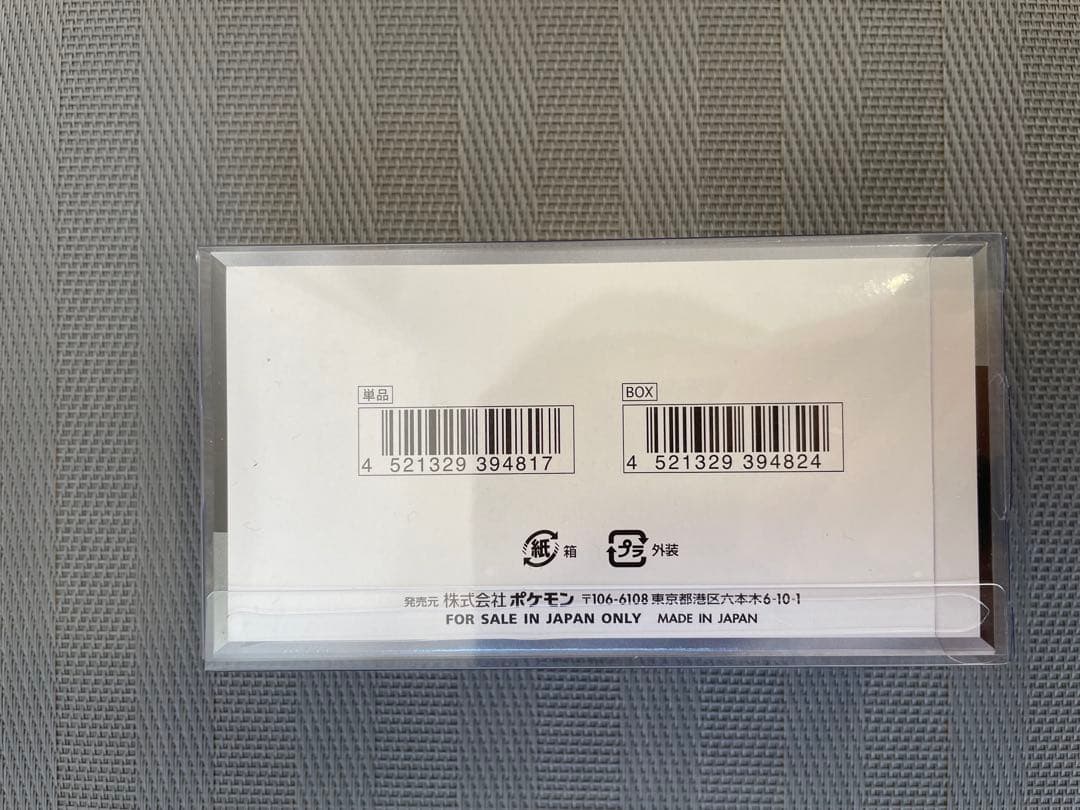 単品
4 521329 394817
BOX
4 521329 394824
紙 箱
プラ 外装
発売元 株式会社ポケモン 〒106-6108 東京都港区六本木6-10-1
FOR SALE IN JAPAN ONLY MADE IN JAPAN